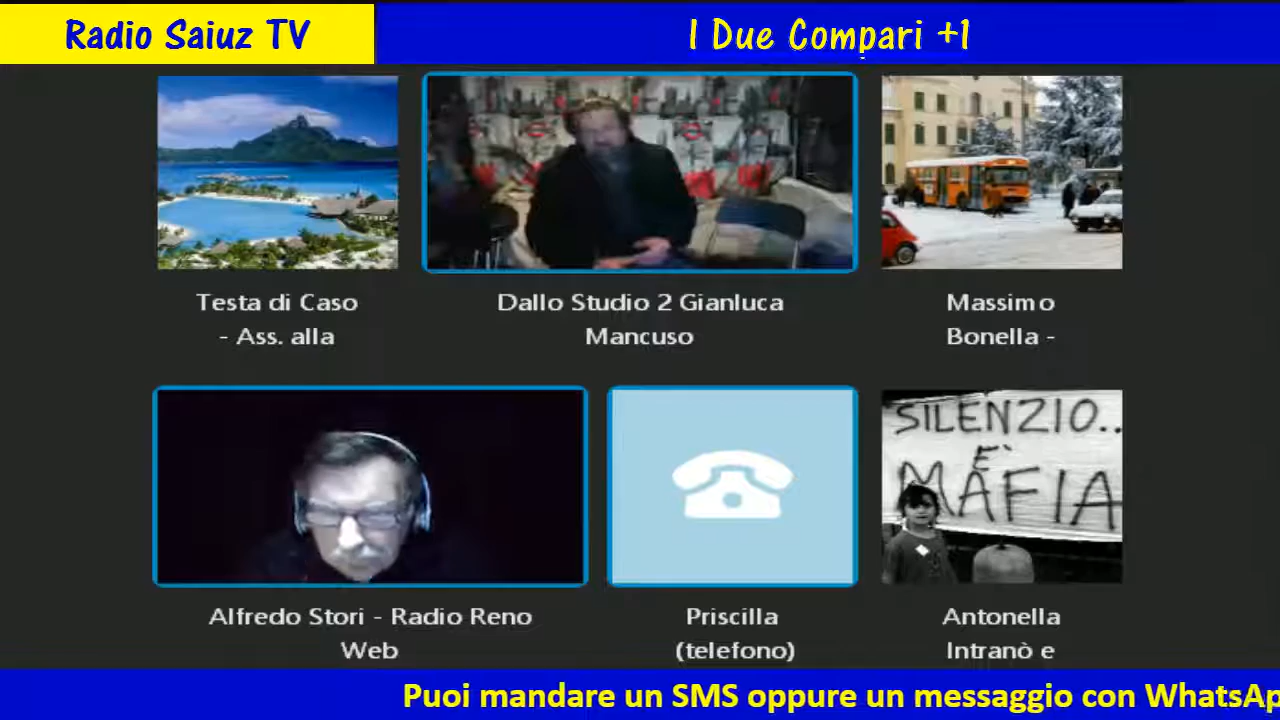 Radio Saiuz TV
I Due Compari +1
Testa di Caso
- Ass. alla
Dallo Studio 2 Gianluca
Mancuso
Massimo
Bonella -
SILENZIO..
E'
MAFIA
Alfredo Stori - Radio Reno
Web
Priscilla
(telefono)
Antonella
Intranò e
Puoi mandare un SMS oppure un messaggio con WhatsAp